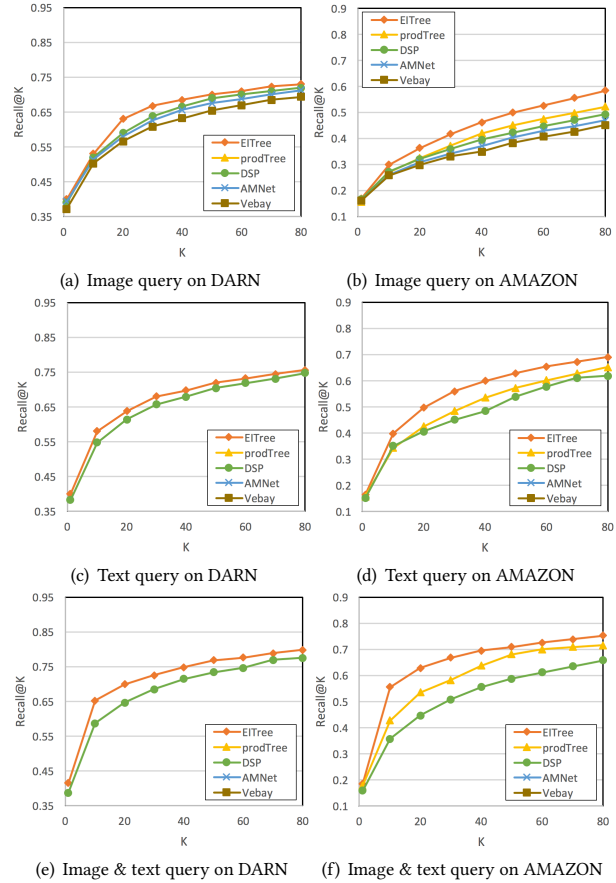 0.95
0.85
0.75
0.65
0.55
0.45
0.35
Recall@K
0 20 40 60 80
K
EITree
prodTree
DSP
AMNet
Vebay
(a) Image query on DARN
0.9
0.8
0.7
0.6
0.5
0.4
0.3
0.2
0.1
Recall@K
0 20 40 60 80
K
EITree
prodTree
DSP
AMNet
Vebay
(b) Image query on AMAZON
0.95
0.85
0.75
0.65
0.55
0.45
0.35
Recall@K
0 20 40 60 80
K
EITree
prodTree
DSP
AMNet
Vebay
(c) Text query on DARN
0.9
0.8
0.7
0.6
0.5
0.4
0.3
0.2
0.1
Recall@K
0 20 40 60 80
K
EITree
prodTree
DSP
AMNet
Vebay
(d) Text query on AMAZON
0.95
0.85
0.75
0.65
0.55
0.45
0.35
Recall@K
0 20 40 60 80
K
EITree
prodTree
DSP
AMNet
Vebay
(e) Image & text query on DARN
0.9
0.8
0.7
0.6
0.5
0.4
0.3
0.2
0.1
Recall@K
0 20 40 60 80
K
EITree
prodTree
DSP
AMNet
Vebay
(f) Image & text query on AMAZON